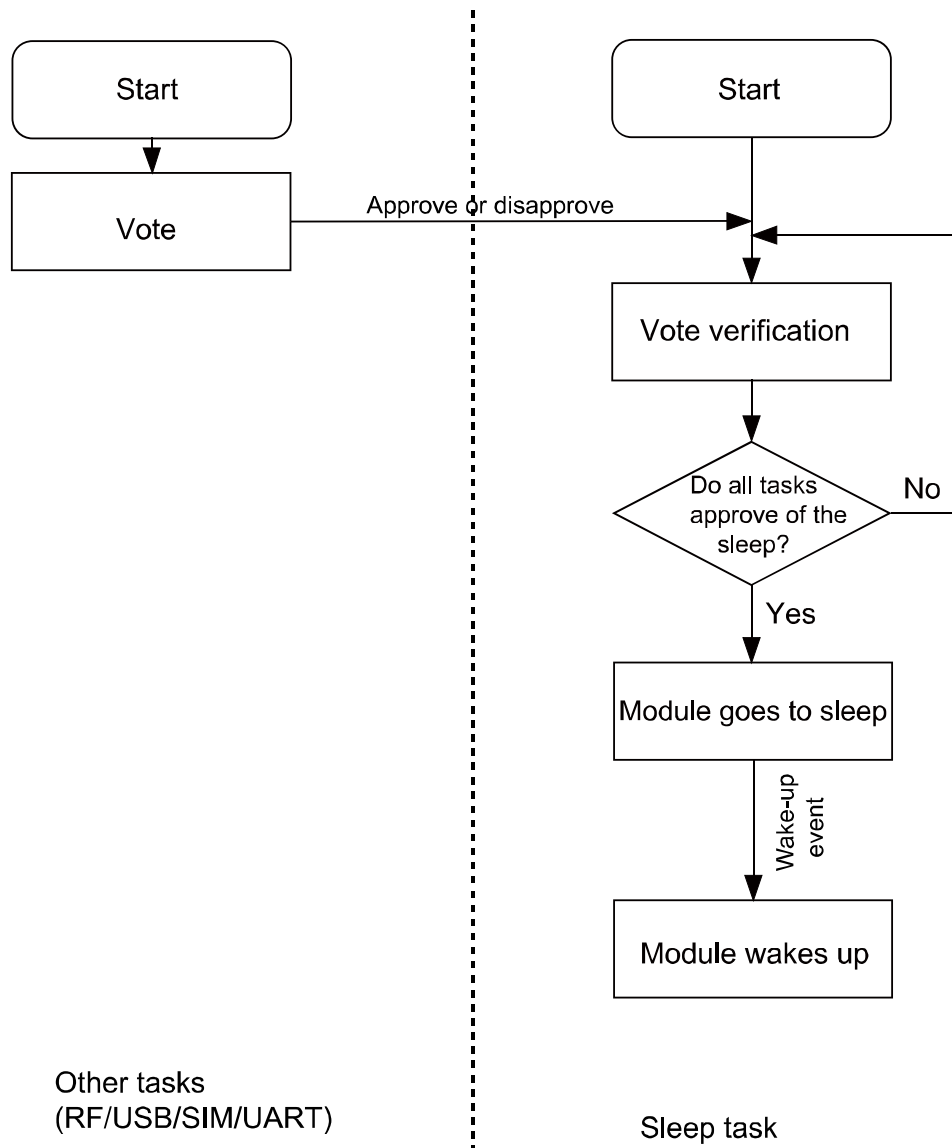 Start
Vote
Approve or disapprove
Start
Vote verification
Do all tasks
approve of the
sleep?
No
Yes
Module goes to sleep
Wake-up
event
Module wakes up
Other tasks
(RF/USB/SIM/UART)
Sleep task